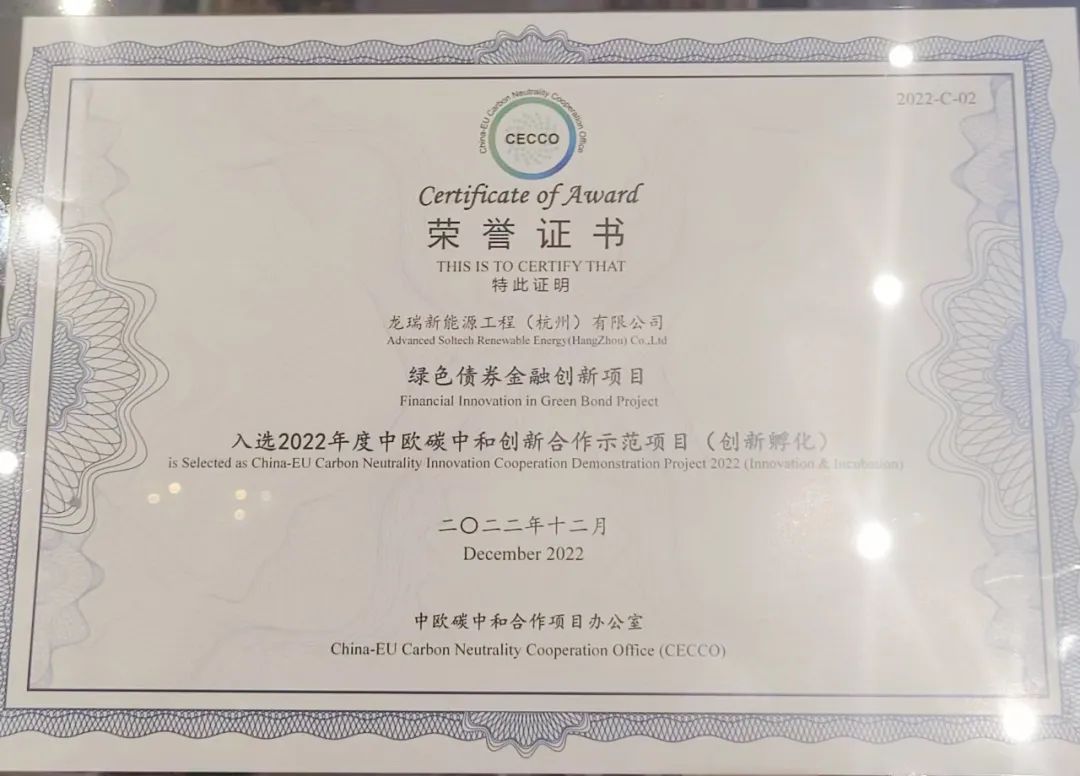 2022-C-02
China-EU Carbon Neutrality Cooperation Office
CECCO
Certificate of Award
荣誉证书
THIS IS TO CERTIFY THAT
特此证明
龙瑞新能源工程（杭州）有限公司
Advanced Soltech Renewable Energy(HangZhou) Co.,Ltd
绿色债券金融创新项目
Financial Innovation in Green Bond Project
入选2022年度中欧碳中和创新合作示范项目（创新孵化）
is Selected as China-EU Carbon Neutrality Innovation Cooperation Demonstration Project 2022 (Innovation & Incubation)
二〇二二年十二月
December 2022
中欧碳中和合作项目办公室
China-EU Carbon Neutrality Cooperation Office (CECCO)